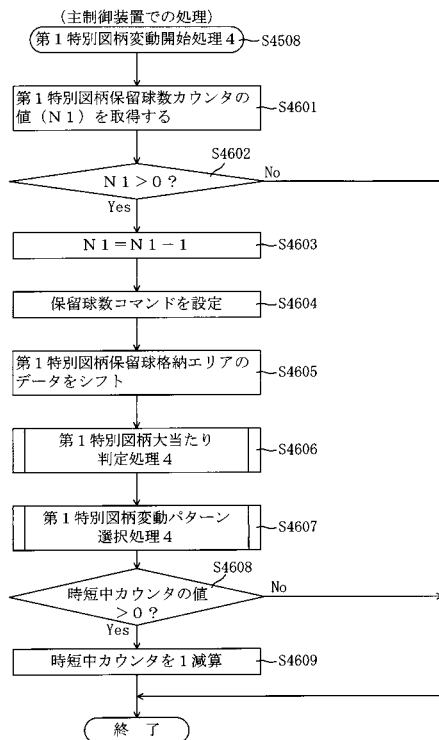 (主制御装置での処理)
第1特別図柄変動開始処理4
S4508
第1特別図柄保留球数カウンタの
値(N1)を取得する
S4601
S4602
N1>0?
No
Yes
N1=N1-1
S4603
保留球数コマンドを設定
S4604
第1特別図柄保留球格納エリアの
データをシフト
S4605
第1特別図柄大当たり
判定処理4
S4606
第1特別図柄変動パターン
選択処理4
S4607
S4608
時短中カウンタの値
>0?
No
Yes
時短中カウンタを1減算
S4609
終 了